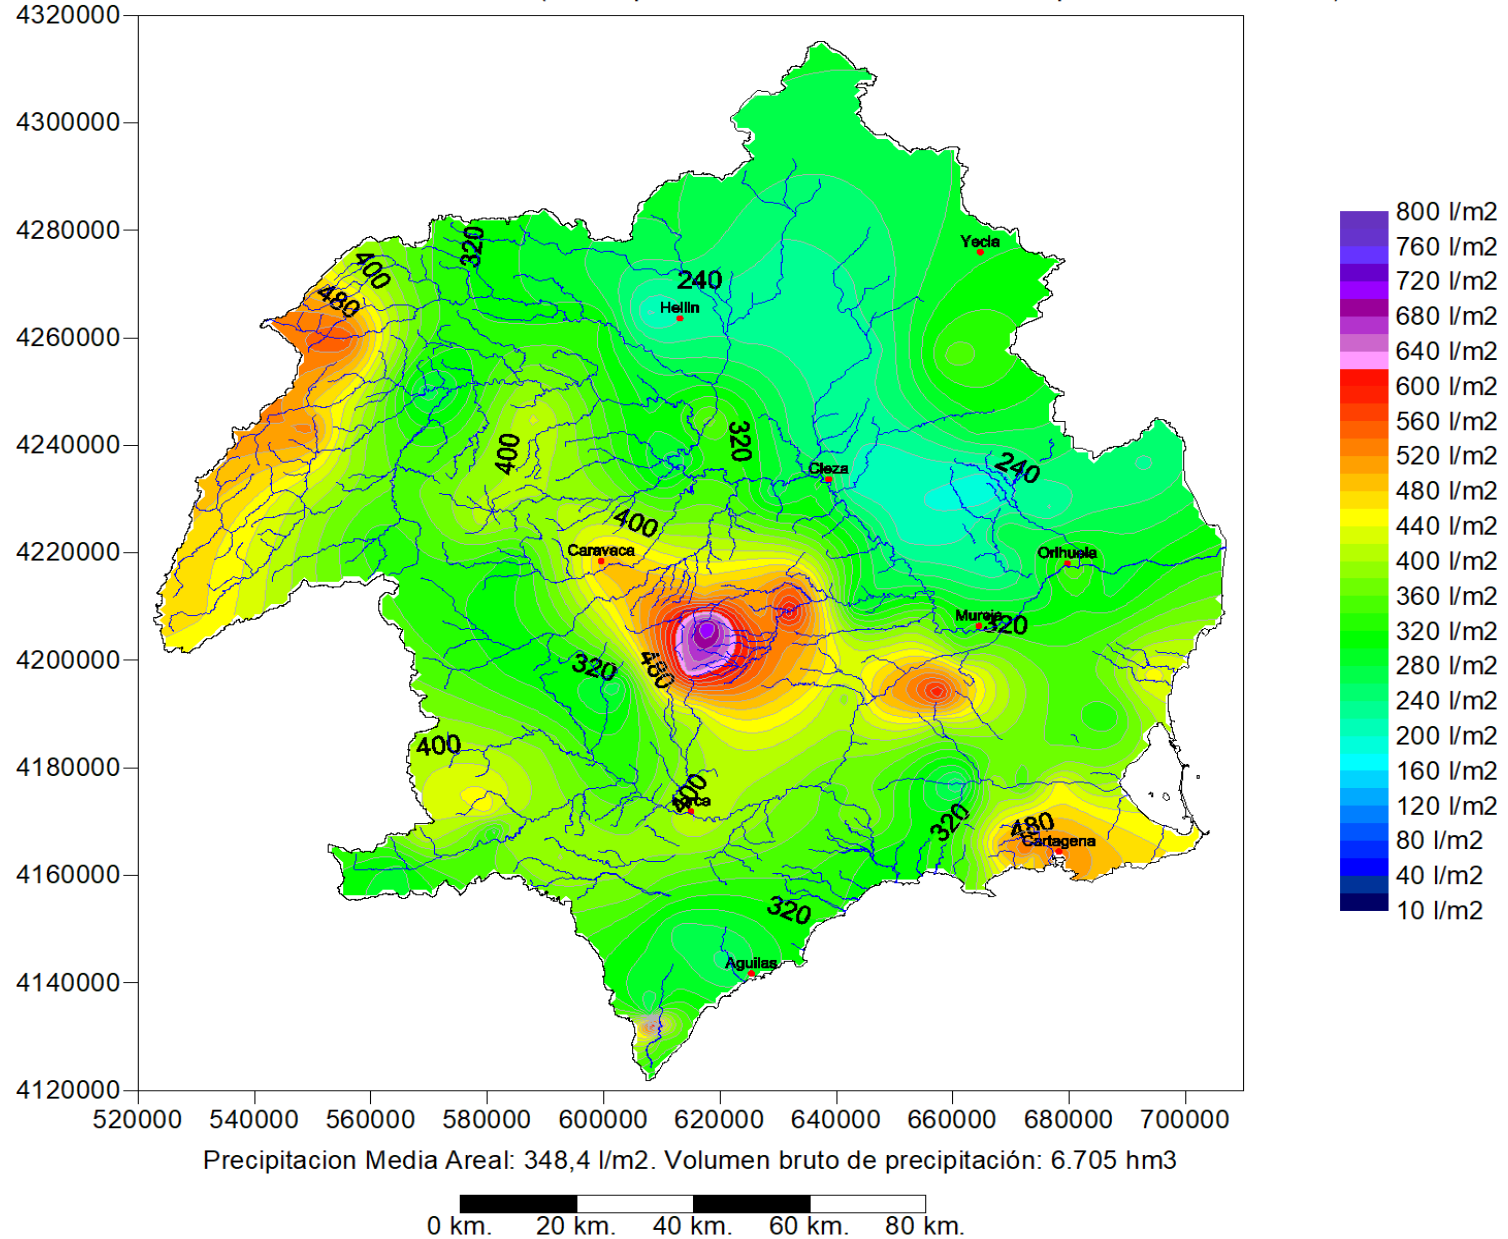 4320000
4300000
4280000
4260000
4240000
4220000
4200000
4180000
4160000
4140000
4120000
520000 540000 560000 580000 600000 620000 640000 660000 680000 700000
320
400
480
Yecla
240
Hellin
400
320
Cieza
240
400
Caravaca
Orihuela
Murcia
320
320
480
400
400
Lorca
320
480
Cartagena
320
Aguilas
800 l/m2
760 l/m2
720 l/m2
680 l/m2
640 l/m2
600 l/m2
560 l/m2
520 l/m2
480 l/m2
440 l/m2
400 l/m2
360 l/m2
320 l/m2
280 l/m2
240 l/m2
200 l/m2
160 l/m2
120 l/m2
80 l/m2
40 l/m2
10 l/m2
Precipitacion Media Areal: 348,4 l/m2. Volumen bruto de precipitación: 6.705 hm3
0 km. 20 km. 40 km. 60 km. 80 km.